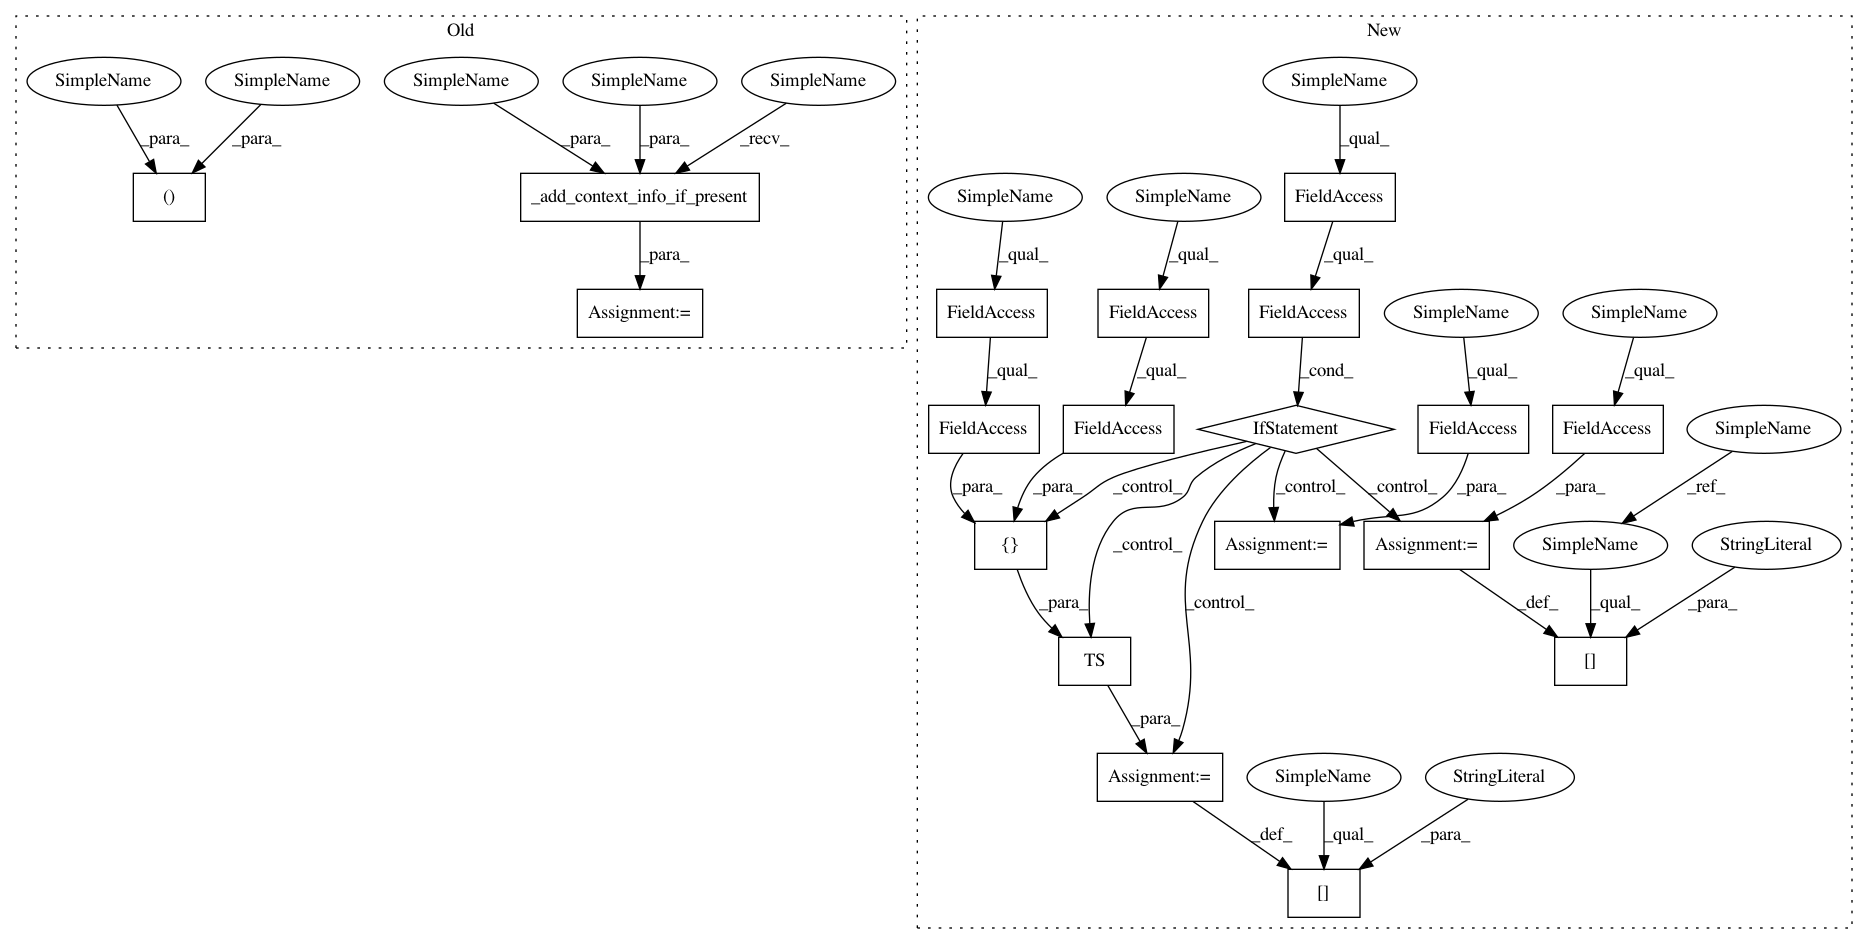 Old
New
SimpleName
SimpleName
SimpleName
SimpleName
SimpleName
SimpleName
_para_
_para_
_para_
_para_
_recv_
_qual_
()
_add_context_info_if_present
SimpleName
SimpleName
FieldAccess
_para_
_qual_
_qual_
_qual_
Assignment:=
FieldAccess
FieldAccess
FieldAccess
SimpleName
SimpleName
_qual_
_qual_
_cond_
_qual_
_qual_
FieldAccess
FieldAccess
IfStatement
FieldAccess
FieldAccess
SimpleName
_para_
_para_
_control_
_control_
_control_
_para_
_para_
_ref_
{}
_control_
Assignment:=
Assignment:=
SimpleName
StringLiteral
_para_
_control_
_def_
_qual_
_para_
TS
[]
_para_
Assignment:=
SimpleName
StringLiteral
_def_
_qual_
_para_
[]